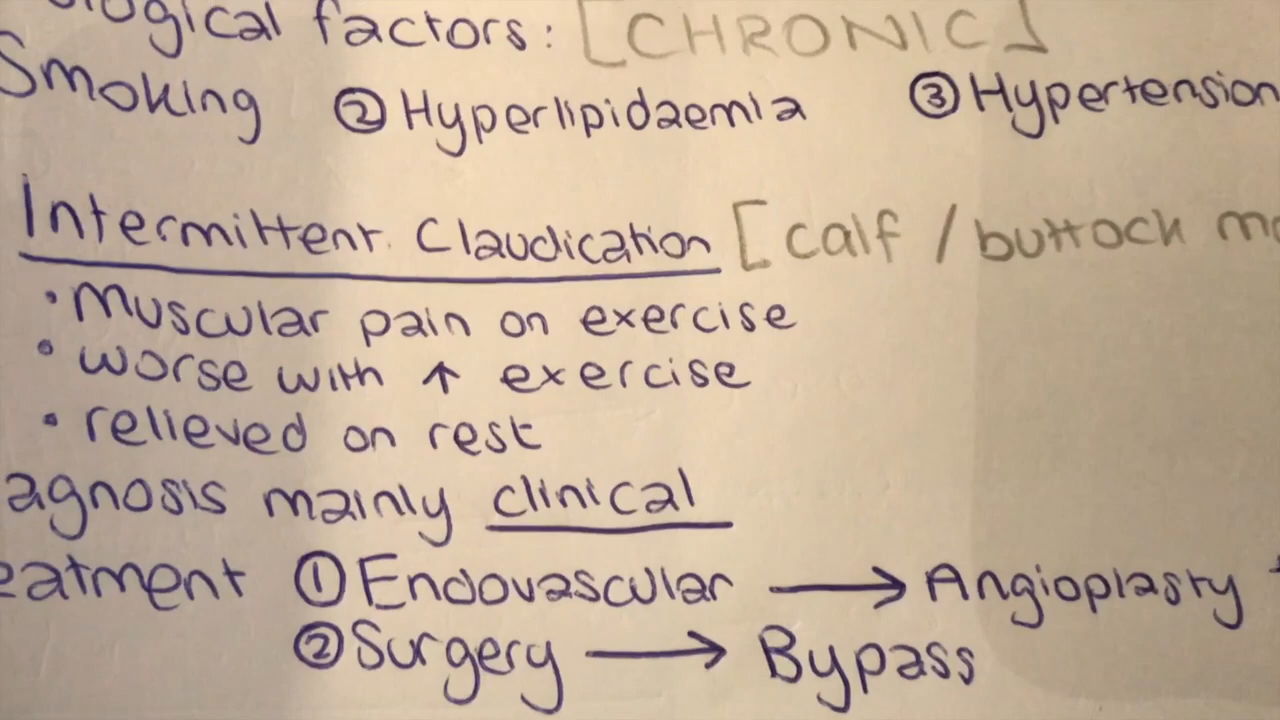 ological factors: [CHRONIC]
Smoking ② Hyperlipidaemia ③ Hypertension
Intermittent Claudication [calf / buttock
• Muscular pain on exercise
• worse with ↑ exercise
• relieved on rest
agnosis mainly clinical
eatment ① Endovascular → Angioplasty
② Surgery → Bypass